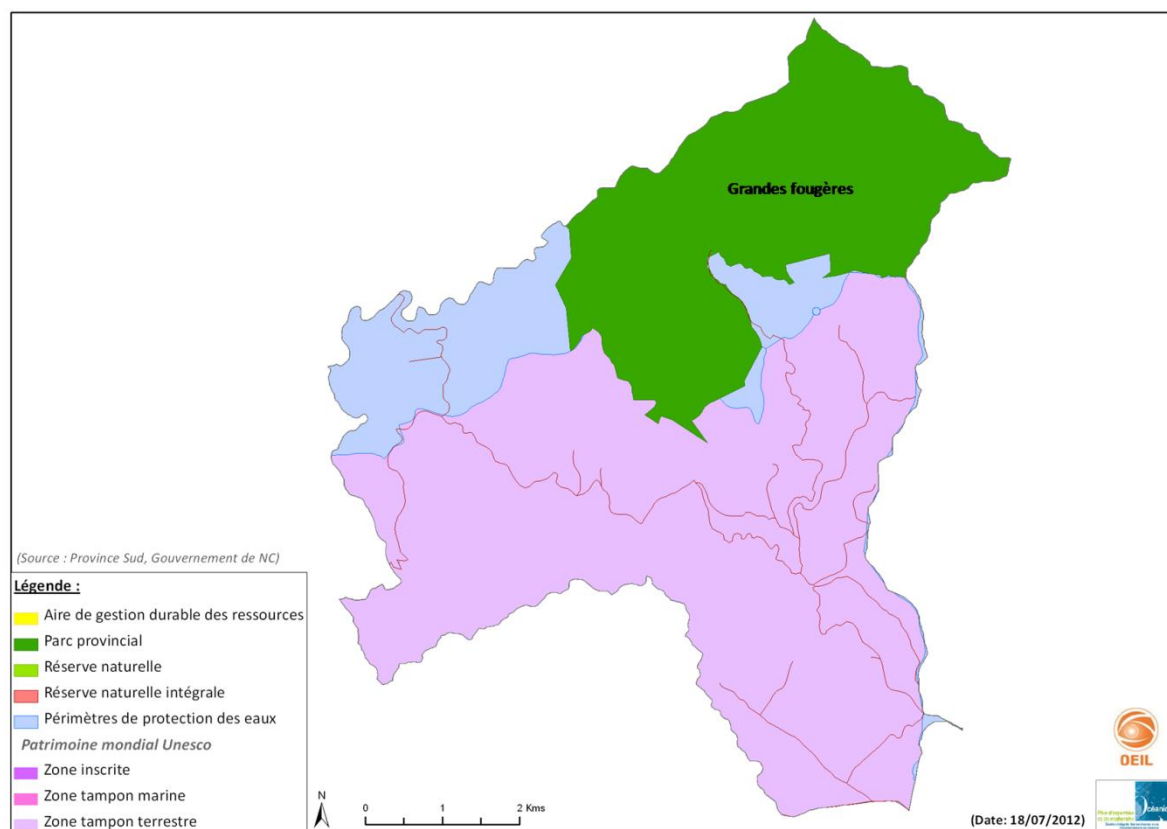 Grandes fougères
(Source : Province Sud, Gouvernement de NC)
Légende :
Aire de gestion durable des ressources
Parc provincial
Réserve naturelle
Réserve naturelle intégrale
Périmètres de protection des eaux
Patrimoine mondial Unesco
Zone inscrite
Zone tampon marine
Zone tampon terrestre
N
0 1 2 Kms
(Date: 18/07/2012)
OEIL